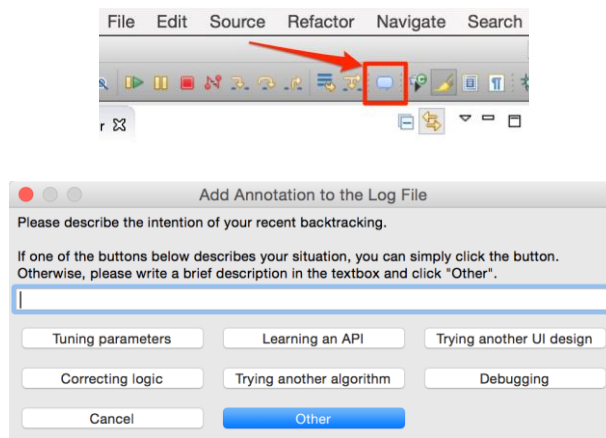 File Edit Source Refactor Navigate Search
r
Add Annotation to the Log File
Please describe the intention of your recent backtracking.
If one of the buttons below describes your situation, you can simply click the button.
Otherwise, please write a brief description in the textbox and click "Other".
Tuning parameters Learning an API Trying another UI design
Correcting logic Trying another algorithm Debugging
Cancel Other